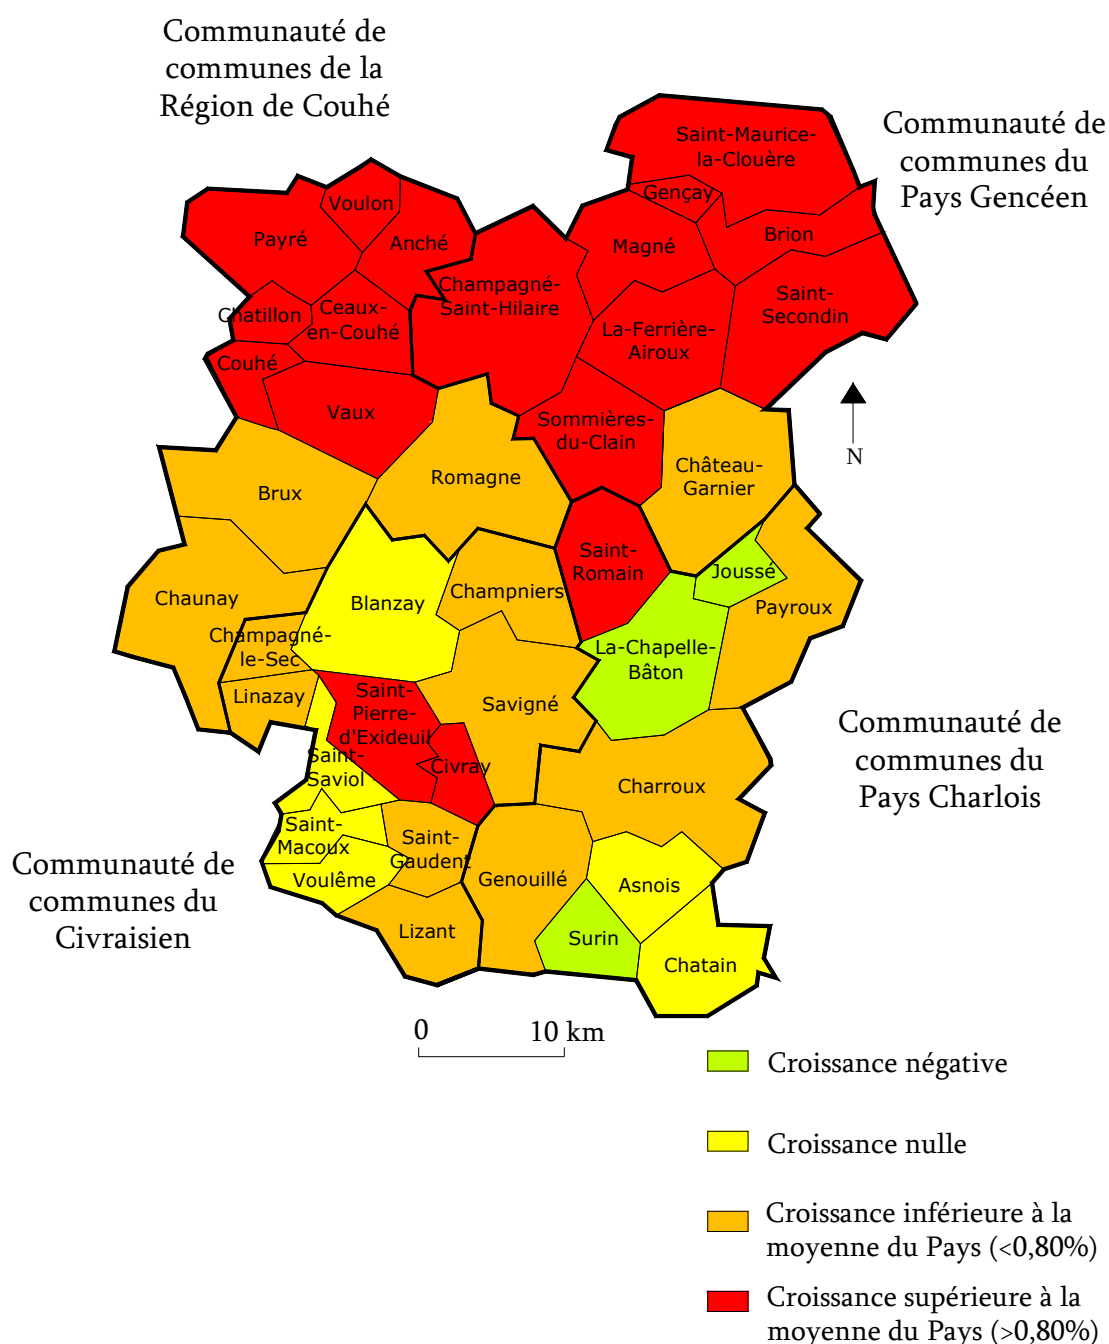 Communauté de
communes de la
Région de Couhé
Communauté de
communes du
Pays Gencéen
Saint-Maurice-
la-Clouère
Gençay
Voulon
Payré
Anché
Magné
Brion
Champagné-
Saint-Hilaire
Saint-
Secondin
Chatillon
Ceaux-
en-Couhé
La-Ferrière-
Airoux
Couhé
Vaux
Sommières-
du-Clain
Château-
Garnier
N
Romagne
Brux
Saint-
Romain
Joussé
Payroux
Chaunay
Blanzay
Champniers
Champagné-
le-Sec
La-Chapelle-
Bâton
Linazay
Saint-
Pierre-
d'Exideuil
Savigné
Saint-
Saviol
Civray
Charroux
Communauté de
communes du
Pays Charlois
Saint-
Macoux
Saint-
Gaudent
Voulême
Genouillé
Asnois
Communauté de
communes du
Civraisien
Lizant
Surin
Chatain
0 10 km
Croissance négative
Croissance nulle
Croissance inférieure à la
moyenne du Pays (<0,80%)
Croissance supérieure à la
moyenne du Pays (>0,80%)